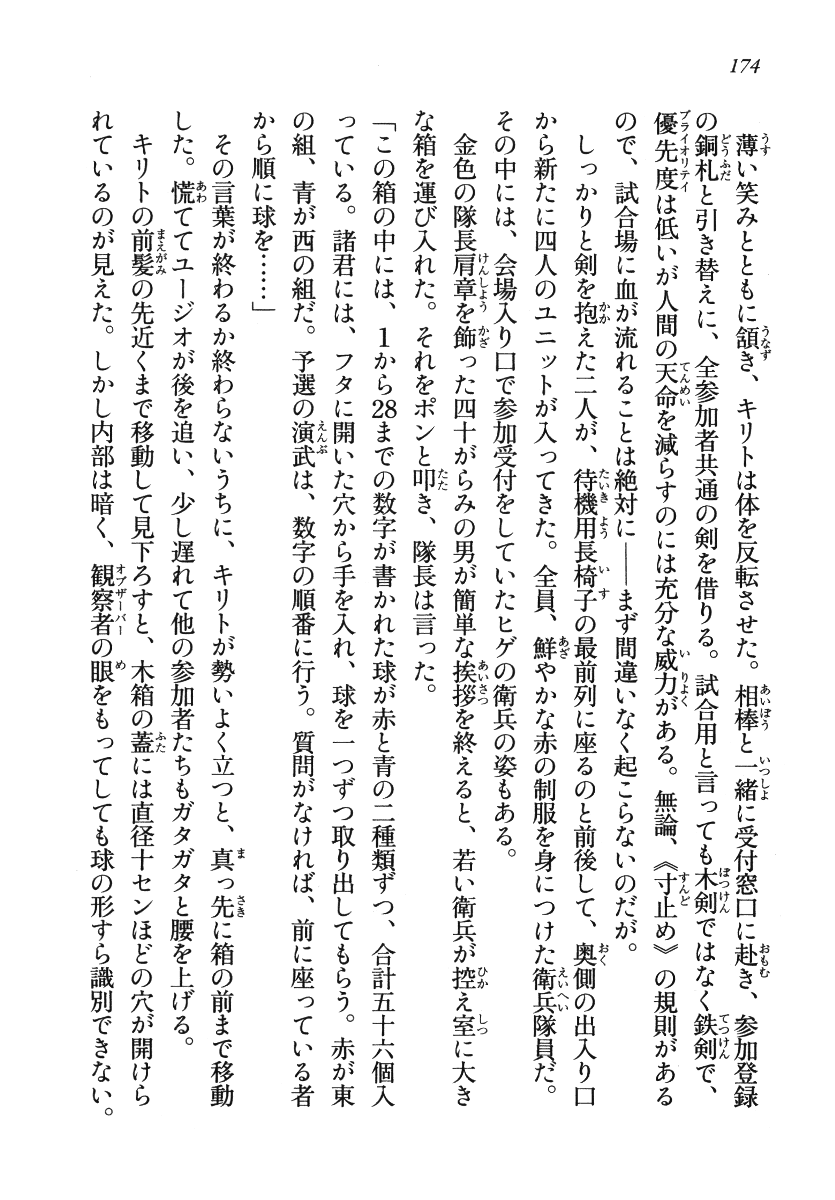 174
薄い笑みとともに頷き、キリトは体を反転させた。相棒と一緒に受付窓口に赴き、参加登録
の銅札と引き替えに、全参加者共通の剣を借りる。試合用と言っても木剣ではなく鉄剣で、
優先度は低いが人間の天命を減らすのには充分な威力がある。無論、《寸止め》の規則がある
ので、試合場に血が流れることは絶対に――まず間違いなく起こらないのだが。
しっかりと剣を抱えた二人が、待機用長椅子の最前列に座るのと前後して、奥側の出入り口
から新たに四人のユニットが入ってきた。全員、鮮やかな赤の制服を身につけた衛兵隊員だ。
その中には、会場入り口で参加受付をしていたヒゲの衛兵の姿もある。
金色の隊長肩章を飾った四十がらみの男が簡単な挨拶を終えると、若い衛兵が控え室に大き
な箱を運び入れた。それをポンと叩き、隊長は言った。
「この箱の中には、1から28までの数字が書かれた球が赤と青の二種類ずつ、合計五十六個入
っている。諸君には、フタに開いた穴から手を入れ、球を一つずつ取り出してもらう。赤が東
の組、青が西の組だ。予選の演武は、数字の順番に行う。質問がなければ、前に座っている者
から順に球を……」
その言葉が終わるか終わらないうちに、キリトが勢いよく立つと、真っ先に箱の前まで移動
した。慌ててユージオが後を追い、少し遅れて他の参加者たちもガタガタと腰を上げる。
キリトの前髪の先近くまで移動して見下ろすと、木箱の蓋には直径十センほどの穴が開けら
れているのが見えた。しかし内部は暗く、観察者の眼をもってしても球の形すら識別できない。